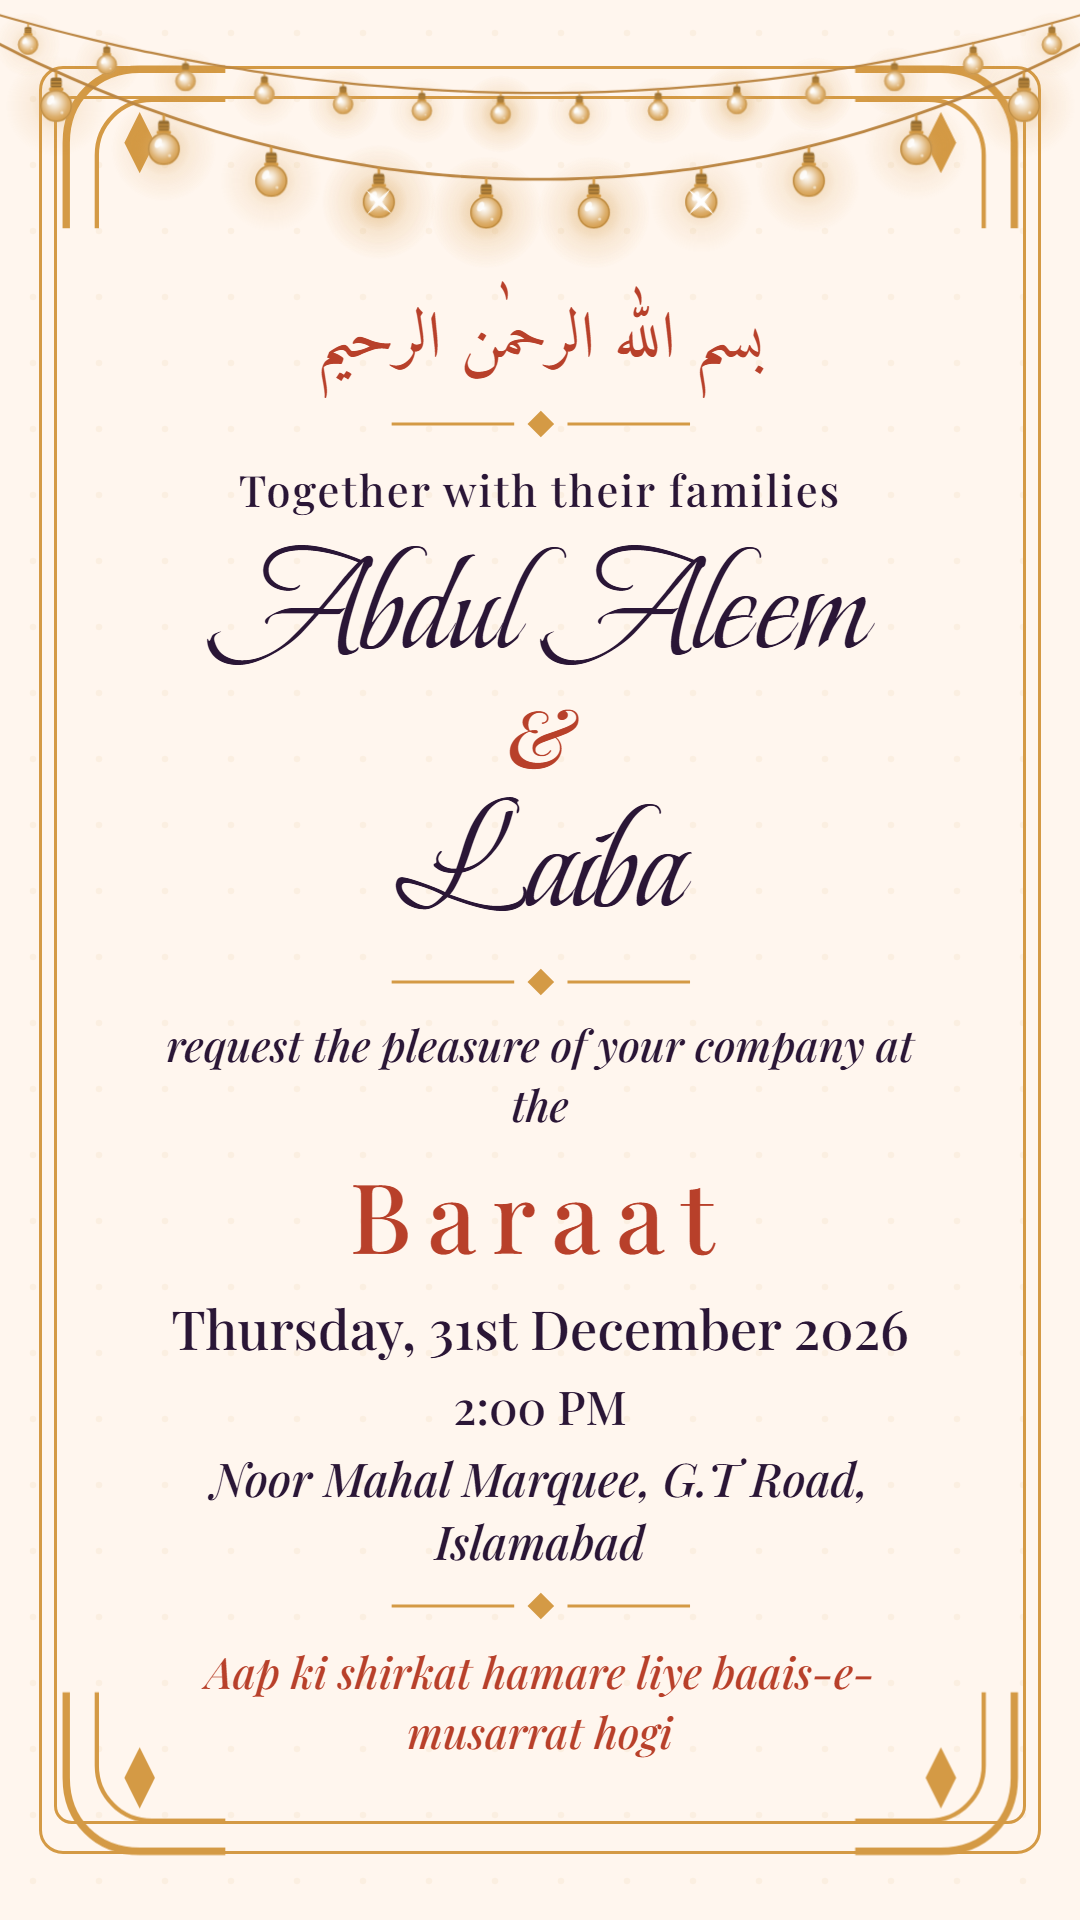 بسم الله الرحمٰن الرحيم
Together with their families
Abdul Aleem
&
Laiba
request the pleasure of your company at
the
Baraat
Thursday, 31st December 2026
2:00 PM
Noor Mahal Marquee, G.T Road,
Islamabad
Aap ki shirkat hamare liye baais-e-
musarrat hogi